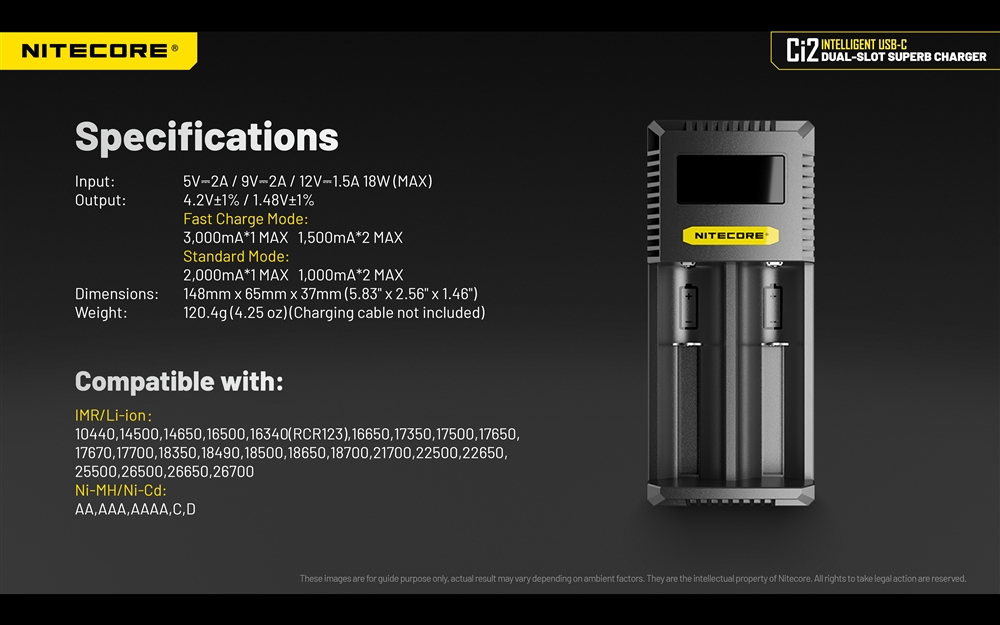 NITECORE®
Ci2 INTELLIGENT USB-C
DUAL-SLOT SUPERB CHARGER
Specifications
Input: 5V⎓2A / 9V⎓2A / 12V⎓1.5A 18W (MAX)
Output: 4.2V±1% / 1.48V±1%
Fast Charge Mode:
3,000mA*1 MAX 1,500mA*2 MAX
Standard Mode:
2,000mA*1 MAX 1,000mA*2 MAX
Dimensions: 148mm x 65mm x 37mm (5.83" x 2.56" x 1.46")
Weight: 120.4g (4.25 oz)(Charging cable not included)
NITECORE®
Compatible with:
IMR/Li-ion:
10440,14500,14650,16500,16340(RCR123),16650,17350,17500,17650,
17670,17700,18350,18490,18500,18650,18700,21700,22500,22650,
25500,26500,26650,26700
Ni-MH/Ni-Cd:
AA,AAA,AAAA,C,D
These images are for guide purpose only, actual result may vary depending on ambient factors. They are the intellectual property of Nitecore. All rights to take legal action are reserved.